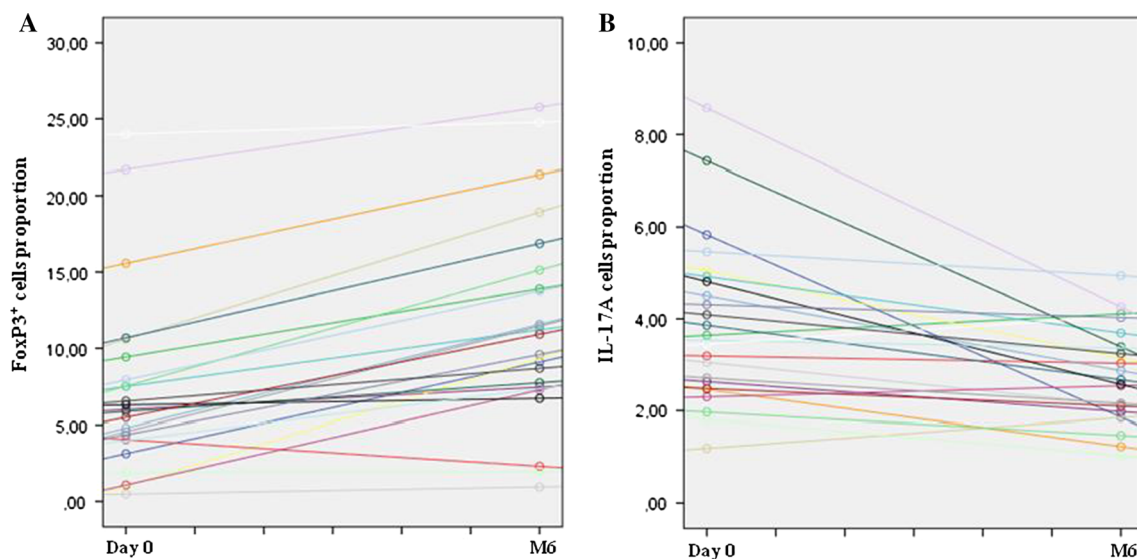 A
FoxP3⁺ cells proportion
30,00
25,00
20,00
15,00
10,00
5,00
,00
Day 0
M6
B
IL-17A cells proportion
10,00
8,00
6,00
4,00
2,00
,00
Day 0
M6